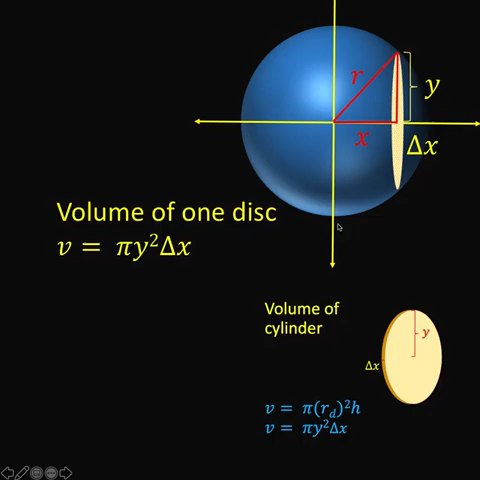 r
y
x
Δx
Volume of one disc
v = πy²Δx
Volume of
cylinder
y
Δx
v = π(r_d)²h
v = πy²Δx